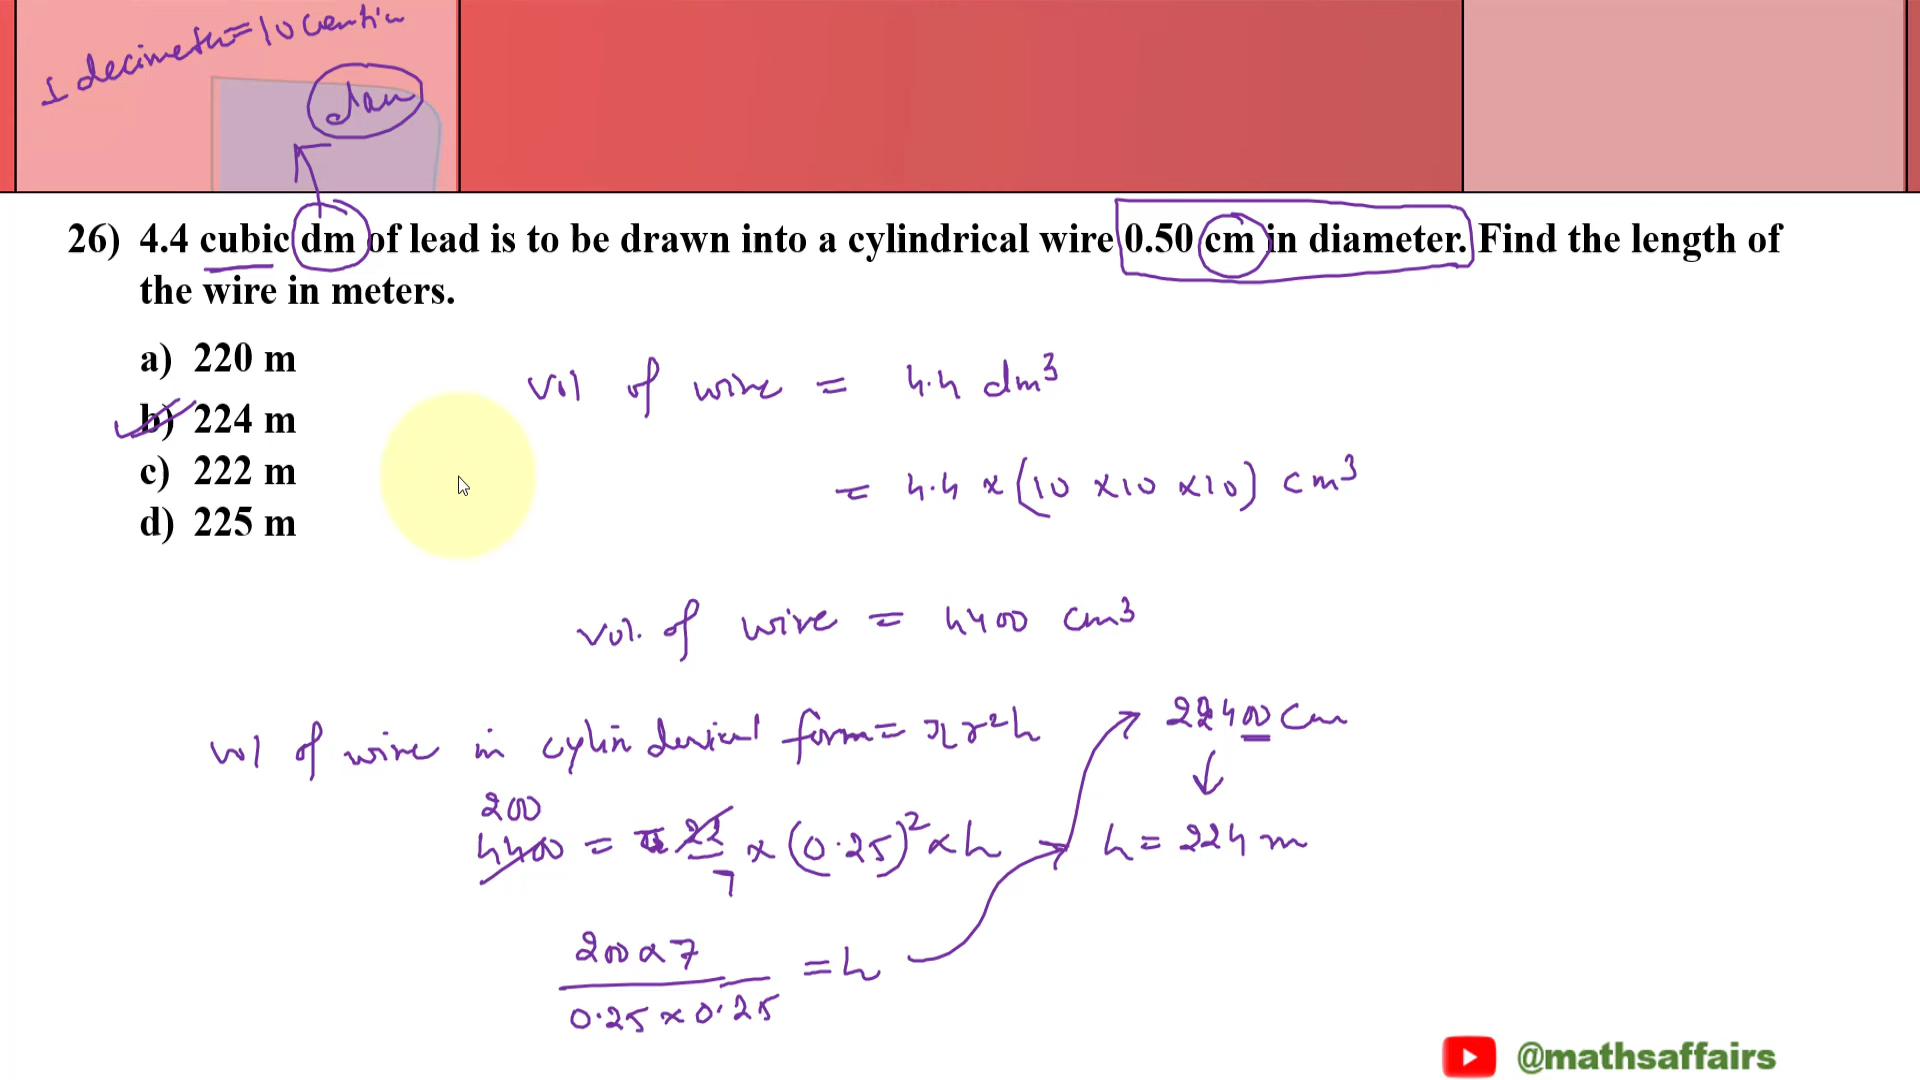 1 decimeter = 10 centi
dm
26) 4.4 cubic dm of lead is to be drawn into a cylindrical wire 0.50 cm in diameter. Find the length of
the wire in meters.
a) 220 m
b) 224 m
c) 222 m
d) 225 m
Vol of wire = 4.4 dm³
= 4.4 × (10 × 10 × 10) cm³
Vol. of wire = 4400 cm³
vol of wire in cylinderical form = πr²h
200
4400 = 22/7 × (0.25)² × h
200 × 7 / 0.25 × 0.25 = h
22400 cm
h = 224 m
@mathsaffairs